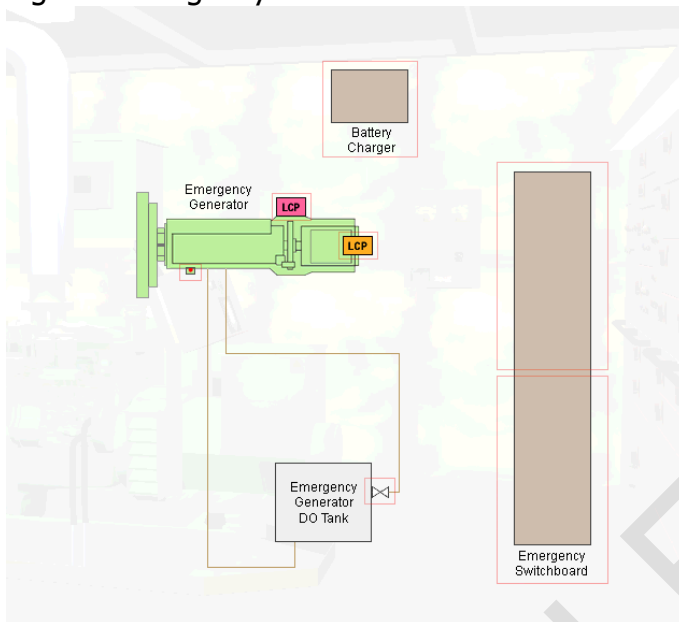 Battery
Charger
Emergency
Generator
LCP
LCP
Emergency
Generator
DO Tank
Emergency
Switchboard